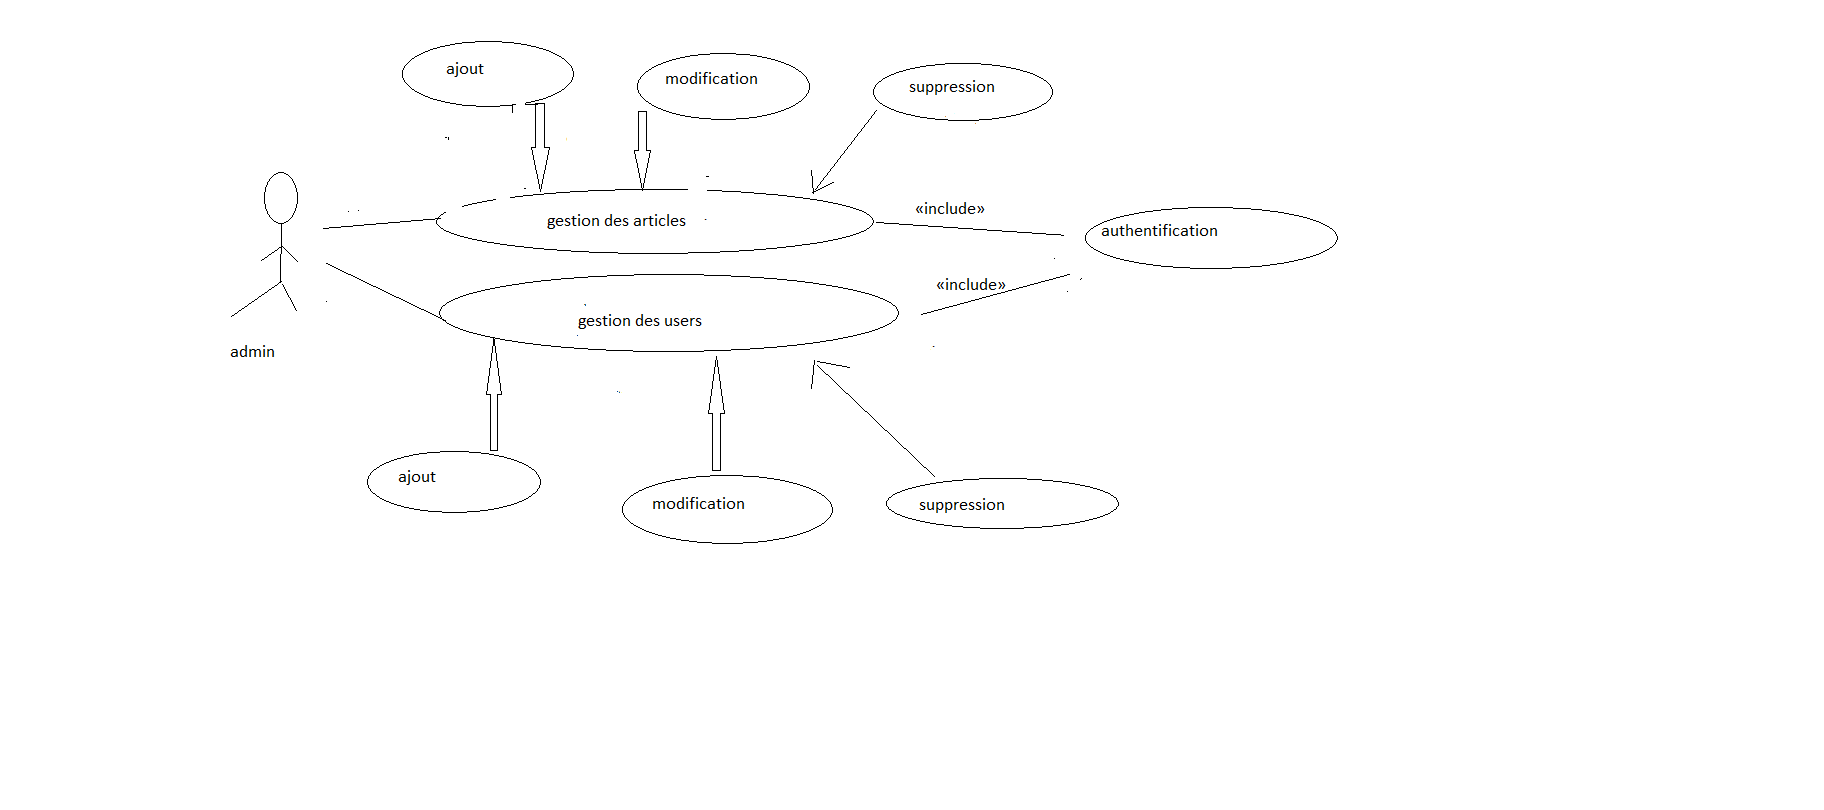 ajout
modification
suppression
gestion des articles
«include»
authentification
«include»
gestion des users
admin
ajout
modification
suppression